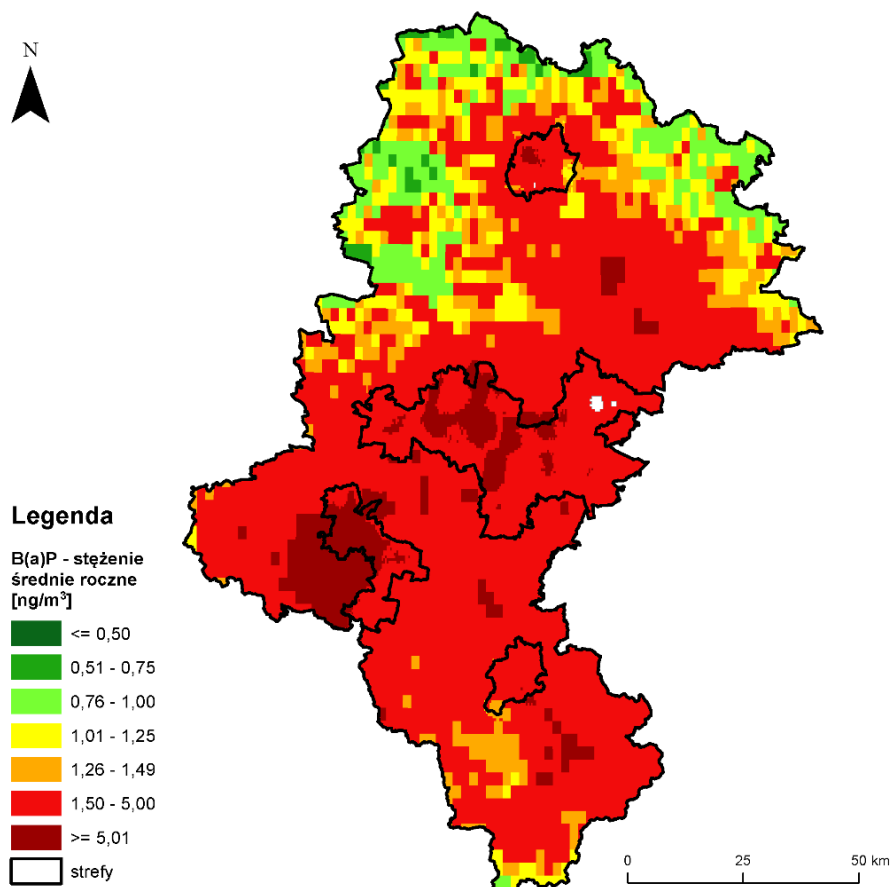 N
Legenda
B(a)P - stężenie
średnie roczne
[ng/m³]
<= 0,50
0,51 - 0,75
0,76 - 1,00
1,01 - 1,25
1,26 - 1,49
1,50 - 5,00
>= 5,01
strefy
0 25 50 km